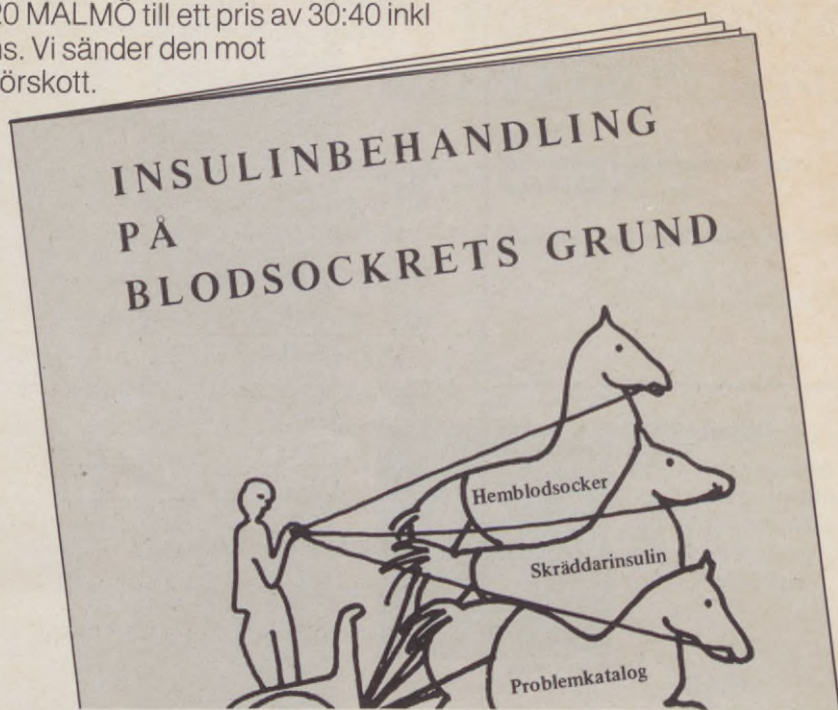 20 MALMÖ till ett pris av 30:40 inkl
s. Vi sänder den mot
örskott.
INSULINBEHANDLING
PÅ
BLODSOCKRETS GRUND
Hemblodsocker
Skräddarinsulin
Problemkatalog